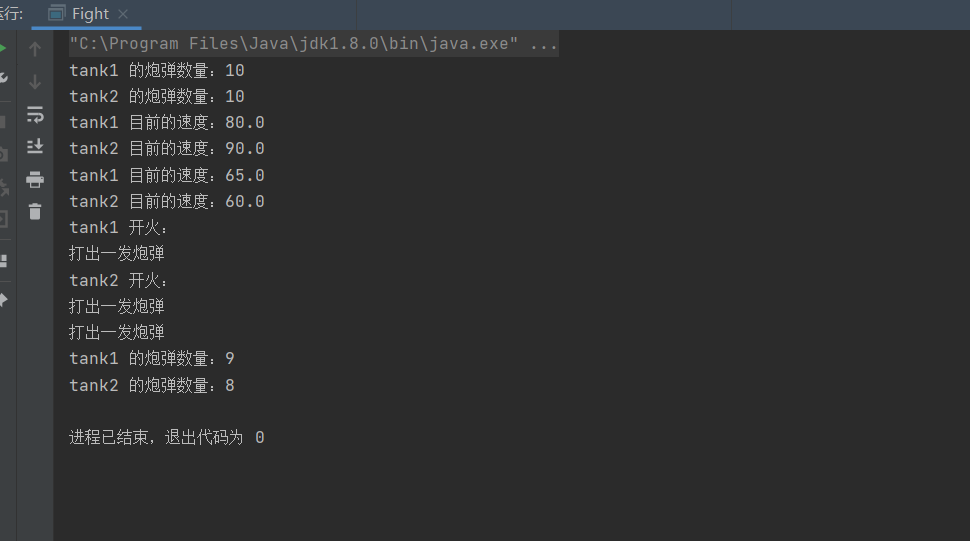 运行: Fight
"C:\Program Files\Java\jdk1.8.0\bin\java.exe" ...
tank1 的炮弹数量：10
tank2 的炮弹数量：10
tank1 目前的速度：80.0
tank2 目前的速度：90.0
tank1 目前的速度：65.0
tank2 目前的速度：60.0
tank1 开火：
打出一发炮弹
tank2 开火：
打出一发炮弹
打出一发炮弹
tank1 的炮弹数量：9
tank2 的炮弹数量：8
进程已结束，退出代码为 0